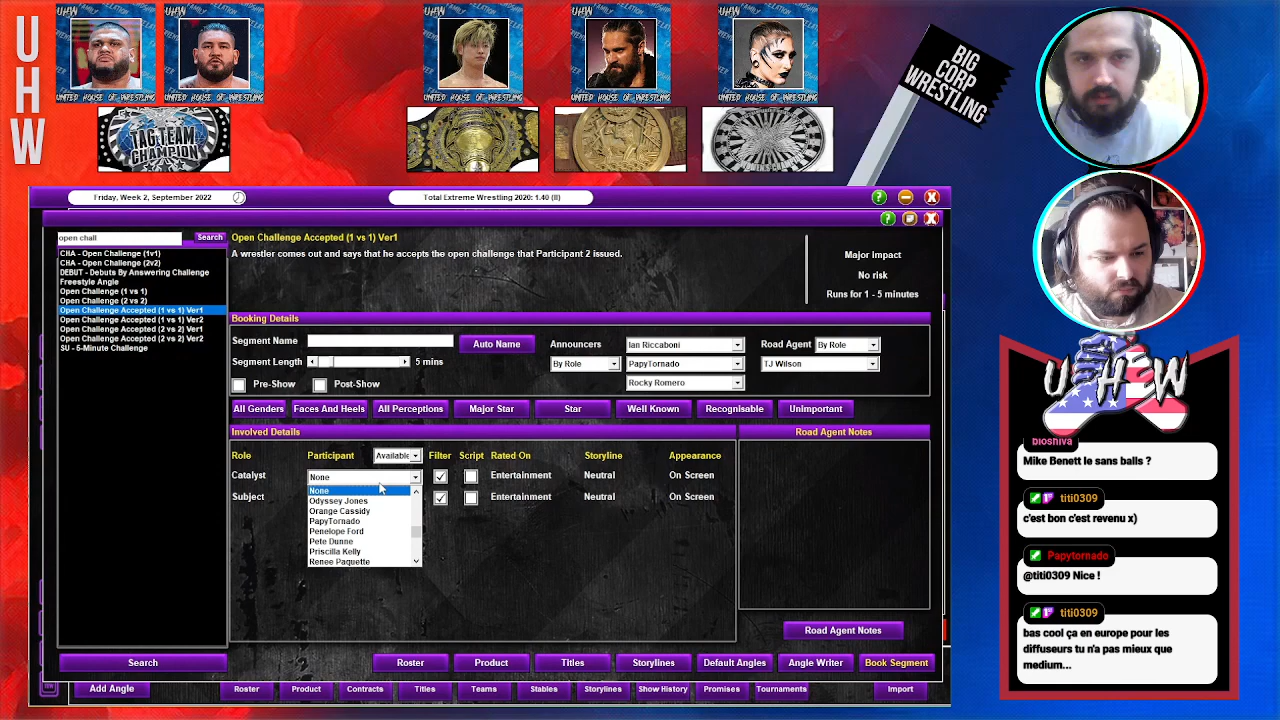 UHW
UHW
UHW
UHW
UHW
UHW
UNITED HOUSE OF WRESTLING
UNITED HOUSE OF WRESTLING
UNITED HOUSE OF WRESTLING
UNITED HOUSE OF WRESTLING
UNITED HOUSE OF WRESTLING
TAG TEAM
CHAMPION
BIG
CORP
WRESTLING
Friday, Week 2, September 2022
Total Extreme Wrestling 2020: 1.40 (II)
open chall
Search
CHA - Open Challenge (1v1)
CHA - Open Challenge (2v2)
DEBUT - Debuts By Answering Challenge
Freestyle Angle
Open Challenge (1 vs 1)
Open Challenge (2 vs 2)
Open Challenge Accepted (1 vs 1) Ver1
Open Challenge Accepted (1 vs 1) Ver2
Open Challenge Accepted (2 vs 2) Ver1
Open Challenge Accepted (2 vs 2) Ver2
SU - 5-Minute Challenge
Open Challenge Accepted (1 vs 1) Ver1
A wrestler comes out and says that he accepts the open challenge that Participant 2 issued.
Major Impact
No risk
Runs for 1 - 5 minutes
Booking Details
Segment Name
Auto Name
Announcers
Ian Riccaboni
Road Agent
By Role
Segment Length
5 mins
By Role
PapyTornado
TJ Wilson
Pre-Show
Post-Show
Rocky Romero
All Genders
Faces And Heels
All Perceptions
Major Star
Star
Well Known
Recognisable
Unimportant
Involved Details
Road Agent Notes
Role
Participant
Available
Filter
Script
Rated On
Storyline
Appearance
Catalyst
None
Entertainment
Neutral
On Screen
Subject
Entertainment
Neutral
On Screen
None
Odyssey Jones
Orange Cassidy
PapyTornado
Penelope Ford
Pete Dunne
Priscilla Kelly
Renee Paquette
Road Agent Notes
Search
Roster
Product
Titles
Storylines
Default Angles
Angle Writer
Book Segment
Add Angle
Roster
Product
Contracts
Titles
Teams
Stables
Storylines
Show History
Promises
Tournaments
Import
UHW
bioshiva
Mike Benett le sans balls ?
titi0309
c'est bon c'est revenu x)
Papytornado
@titi0309 Nice !
titi0309
bas cool ça en europe pour les
diffuseurs tu n'a pas mieux que
medium...